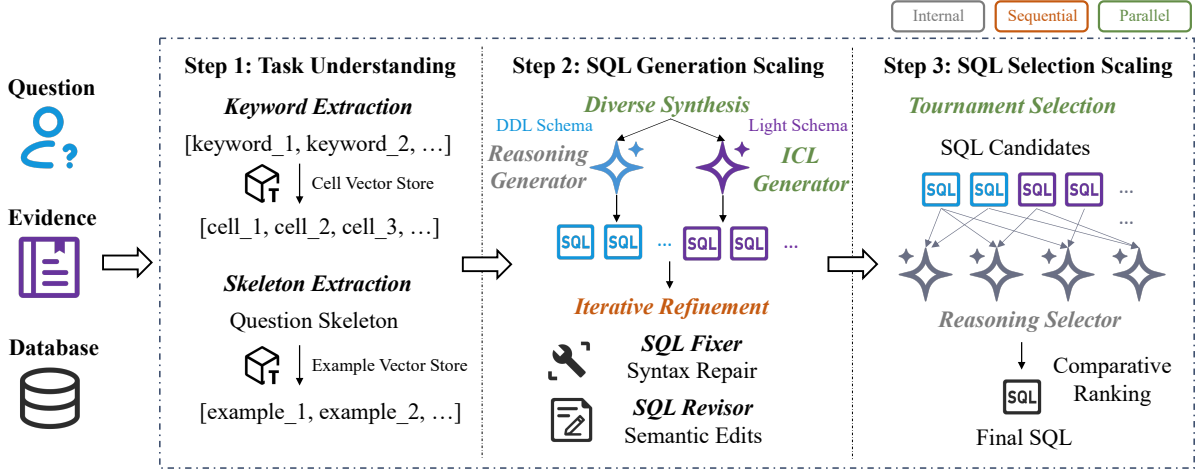 Internal
Sequential
Parallel
Question
Evidence
Database
Step 1: Task Understanding
Keyword Extraction
[keyword_1, keyword_2, …]
T
Cell Vector Store
[cell_1, cell_2, cell_3, …]
Skeleton Extraction
Question Skeleton
T
Example Vector Store
[example_1, example_2, …]
Step 2: SQL Generation Scaling
Diverse Synthesis
DDL Schema
Light Schema
Reasoning
Generator
ICL
Generator
SQL SQL ... SQL SQL ...
Iterative Refinement
SQL Fixer
Syntax Repair
SQL Revisor
Semantic Edits
Step 3: SQL Selection Scaling
Tournament Selection
SQL Candidates
SQL SQL SQL SQL ...
...
Reasoning Selector
Comparative
Ranking
SQL
Final SQL